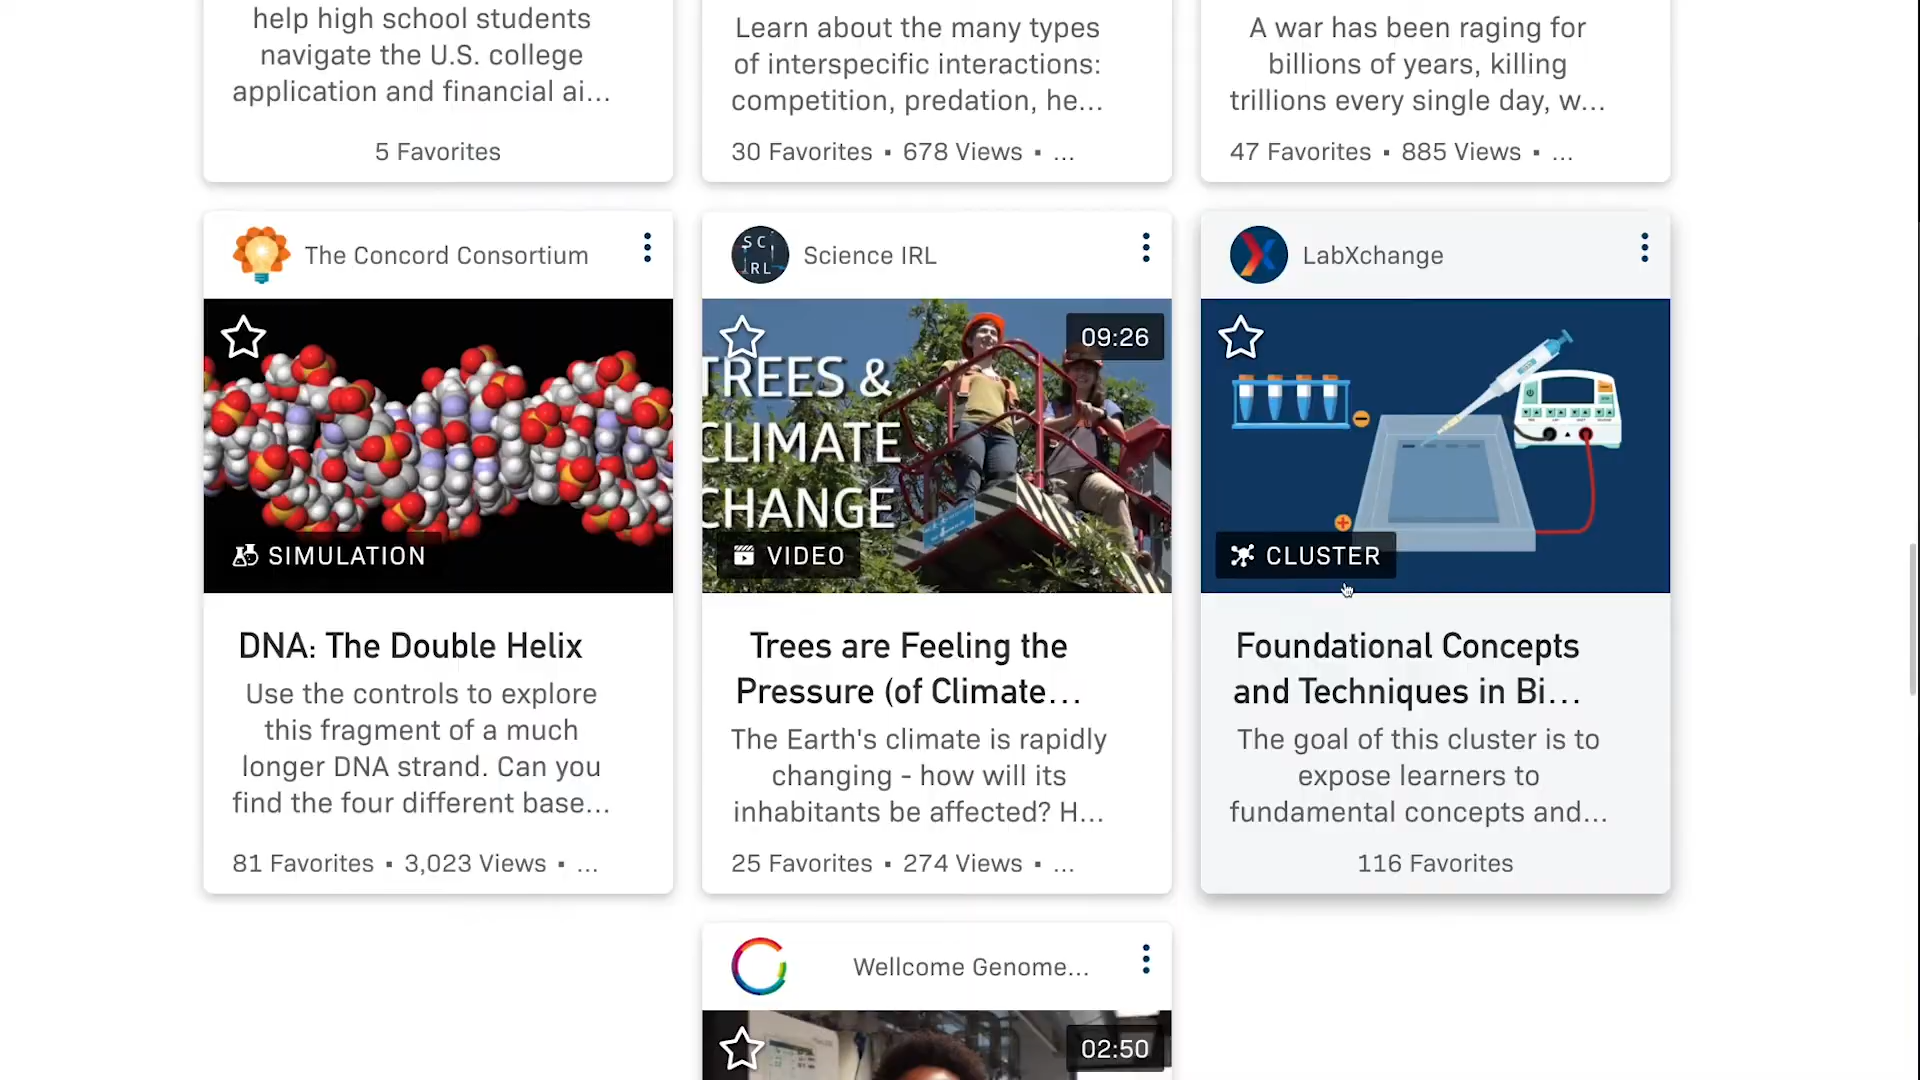 help high school students
navigate the U.S. college
application and financial ai...
5 Favorites
Learn about the many types
of interspecific interactions:
competition, predation, he...
30 Favorites ▪ 678 Views ▪ ...
A war has been raging for
billions of years, killing
trillions every single day, w...
47 Favorites ▪ 885 Views ▪ ...
The Concord Consortium
SIMULATION
DNA: The Double Helix
Use the controls to explore
this fragment of a much
longer DNA strand. Can you
find the four different base...
81 Favorites ▪ 3,023 Views ▪ ...
SCI
IRL
Science IRL
09:26
TREES &
CLIMATE
CHANGE
VIDEO
Trees are Feeling the
Pressure (of Climate...
The Earth's climate is rapidly
changing - how will its
inhabitants be affected? H...
25 Favorites ▪ 274 Views ▪ ...
LabXchange
CLUSTER
Foundational Concepts
and Techniques in Bi...
The goal of this cluster is to
expose learners to
fundamental concepts and...
116 Favorites
Wellcome Genome...
02:50